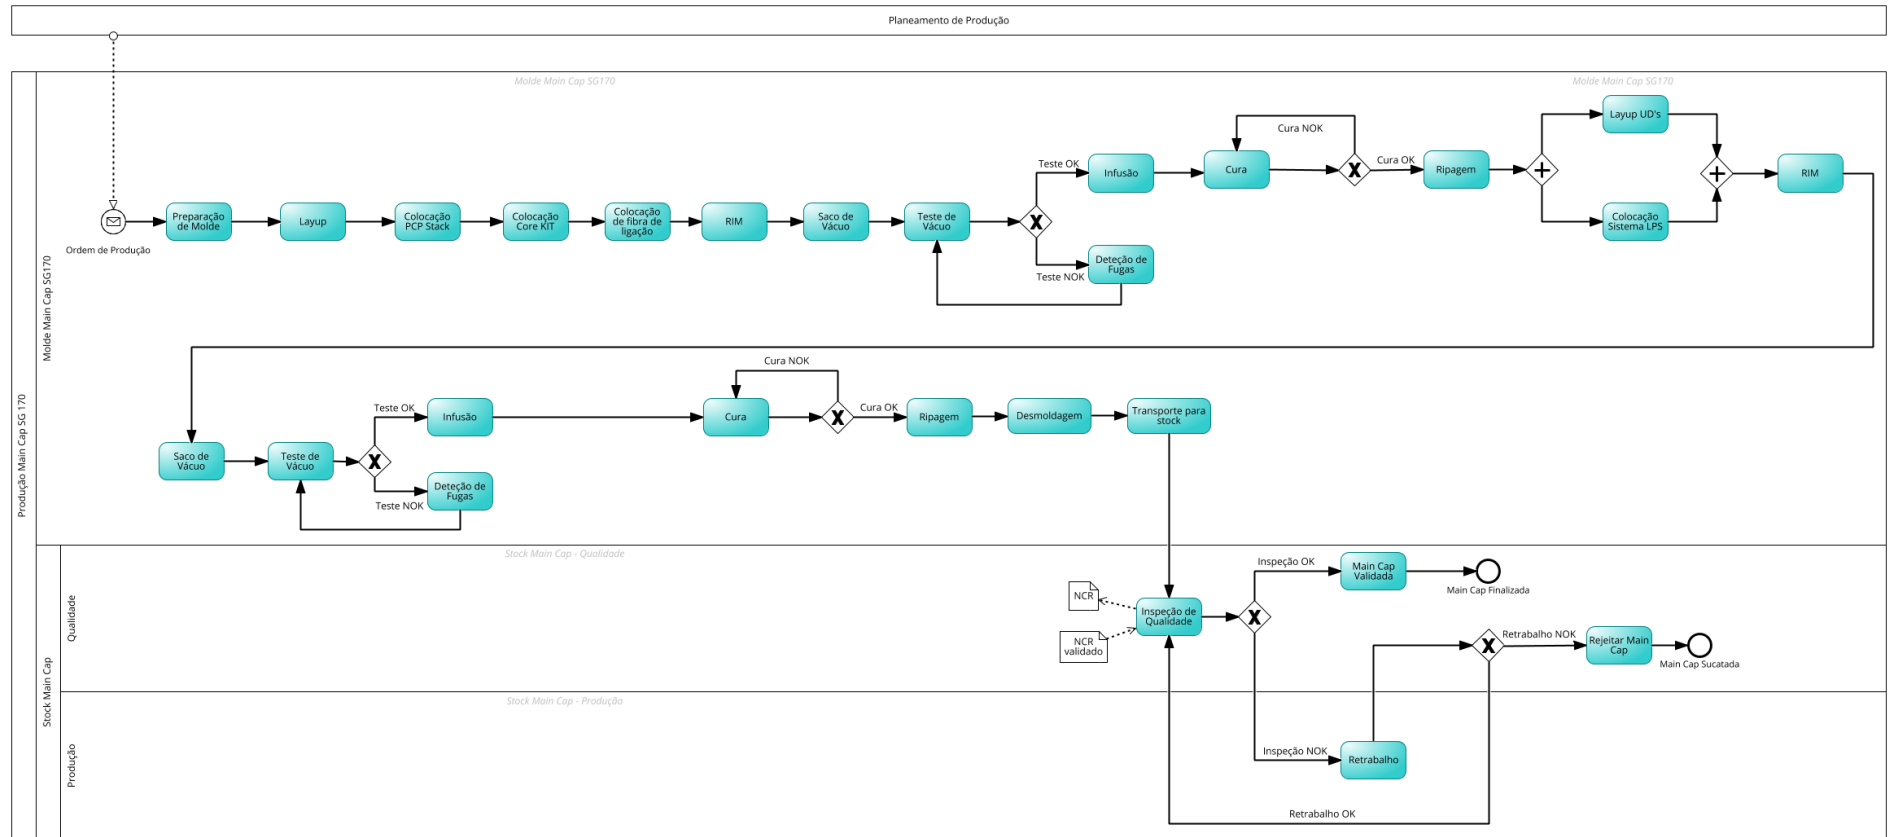 Planeamento de Produção
Molde Main Cap SG170
Molde Main Cap SG170
Produção Main Cap SG 170
Molde Main Cap SG170
Ordem de Produção
Preparação
de Molde
Layup
Colocação
PCP Stack
Colocação
Core KIT
Colocação
de fibra de
ligação
RIM
Saco de
Vácuo
Teste de
Vácuo
Teste OK
Infusão
Teste NOK
Deteção de
Fugas
Cura NOK
Cura
Cura OK
Ripagem
Layup UD's
Colocação
Sistema LPS
RIM
Saco de
Vácuo
Teste de
Vácuo
Teste OK
Infusão
Teste NOK
Deteção de
Fugas
Cura NOK
Cura
Cura OK
Ripagem
Desmoldagem
Transporte para
stock
Stock Main Cap
Qualidade
Stock Main Cap - Qualidade
NCR
NCR
validado
Inspeção de
Qualidade
Inspeção OK
Main Cap
Validada
Main Cap Finalizada
Retrabalho NOK
Rejeitar Main
Cap
Main Cap Sucatada
Produção
Stock Main Cap - Produção
Inspeção NOK
Retrabalho
Retrabalho OK